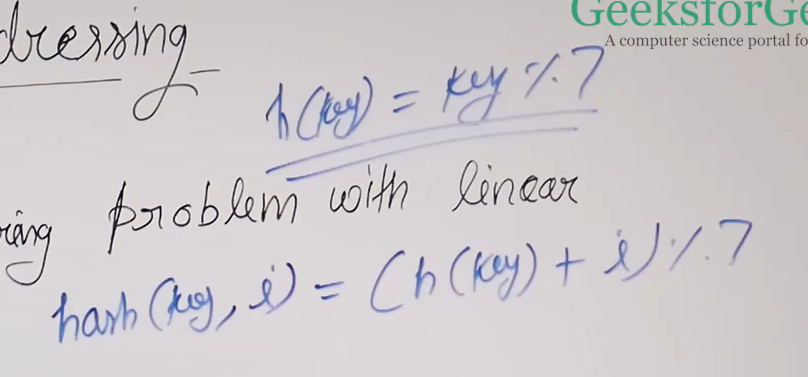 GeeksforGe
A computer science portal fo
dressing
h(key) = key % 7
ring problem with linear
hash(key, i) = (h(key) + i) % 7